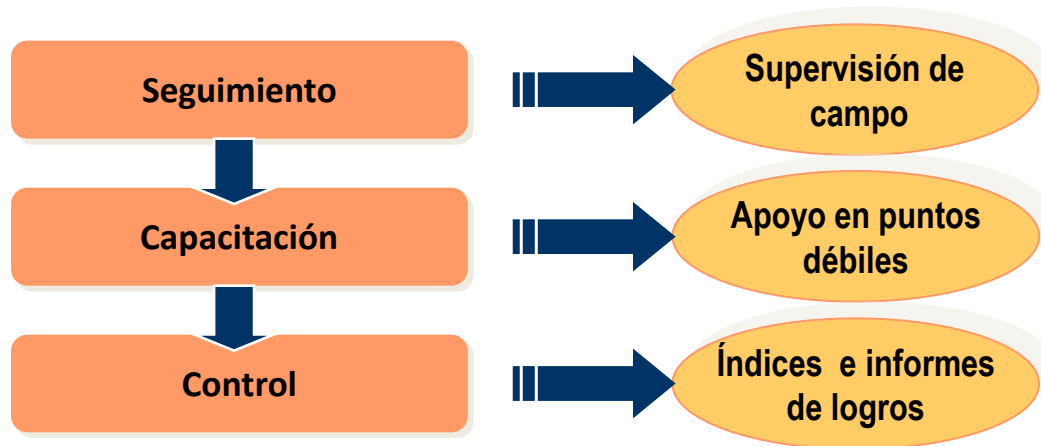 Seguimiento
Supervisión de
campo
Capacitación
Apoyo en puntos
débiles
Control
Índices e informes
de logros